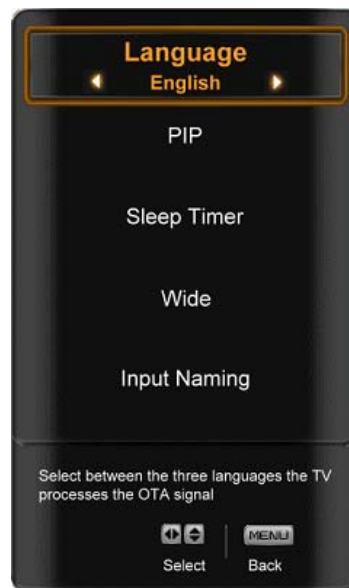 Language
English
PIP
Sleep Timer
Wide
Input Naming
Select between the three languages the TV
processes the OTA signal
MENU
Select
Back